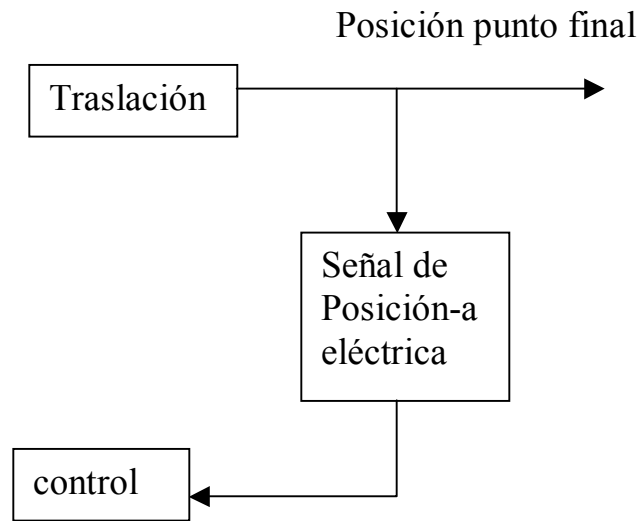 Posición punto final
Traslación
Señal de
Posición-a
eléctrica
control